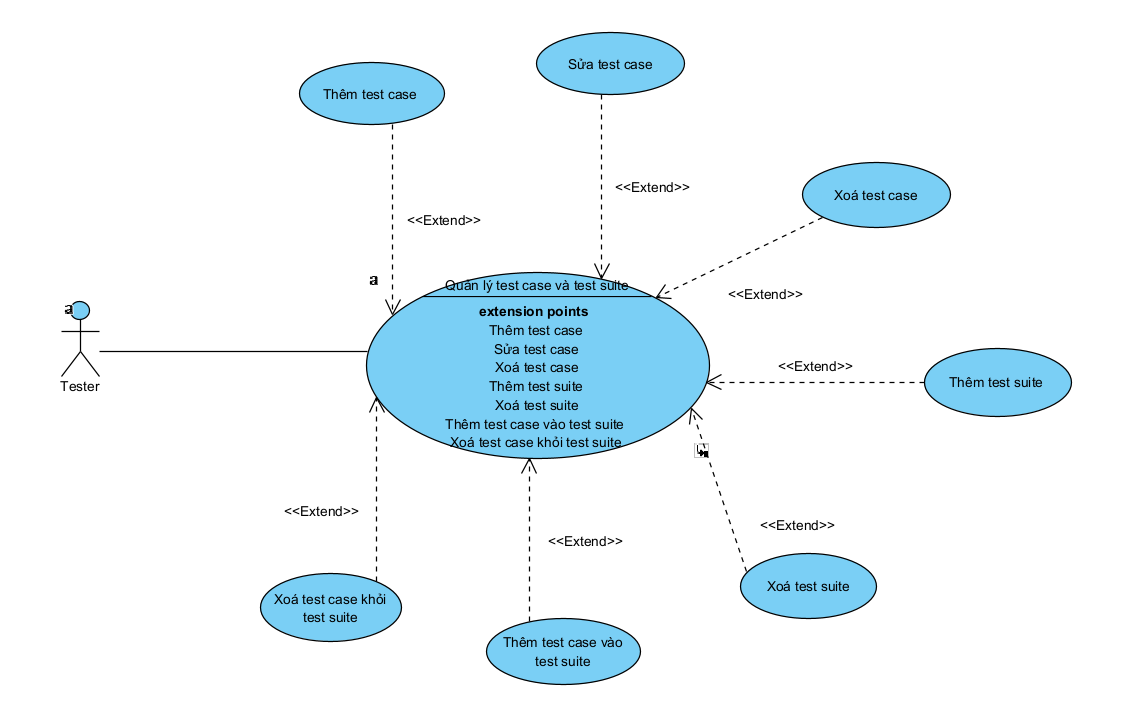 Sửa test case
Thêm test case
<<Extend>>
Xoá test case
<<Extend>>
a
Quản lý test case và test suite
<<Extend>>
a
Tester
extension points
Thêm test case
Sửa test case
Xoá test case
Thêm test suite
Xoá test suite
Thêm test case vào test suite
Xoá test case khỏi test suite
<<Extend>>
Thêm test suite
<<Extend>>
<<Extend>>
<<Extend>>
Xoá test suite
Xoá test case khỏi
test suite
Thêm test case vào
test suite